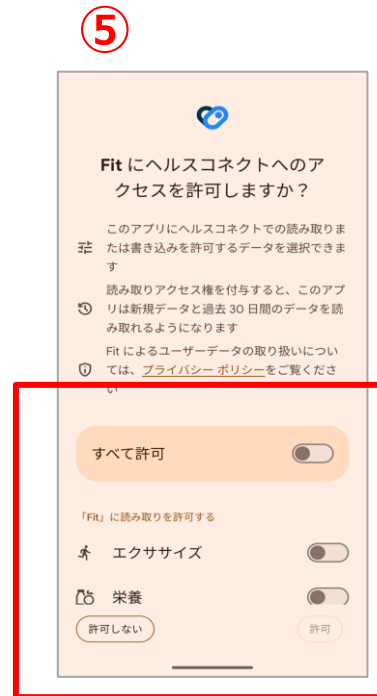 ⑤
Fit にヘルスコネクトへのア
クセスを許可しますか？
このアプリにヘルスコネクトでの読み取りま
たは書き込みを許可するデータを選択できま
す
読み取りアクセス権を付与すると、このアプ
リは新規データと過去 30 日間のデータを読
み取れるようになります
Fit によるユーザーデータの取り扱いについ
ては、プライバシー ポリシーをご覧くださ
い
すべて許可
「Fit」に読み取りを許可する
エクササイズ
栄養
許可しない
許可